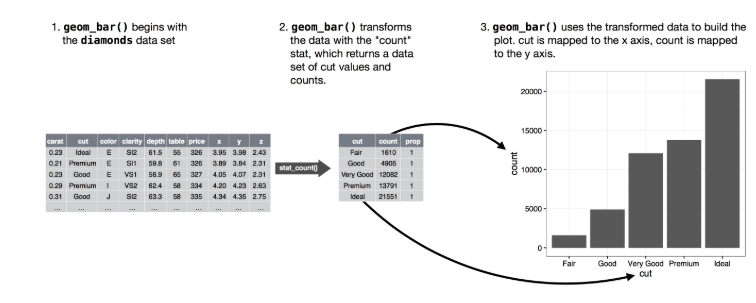 1. geom_bar() begins with
the diamonds data set
2. geom_bar() transforms
the data with the "count"
stat, which returns a data
set of cut values and
counts.
3. geom_bar() uses the transformed data to build the
plot. cut is mapped to the x axis, count is mapped
to the y axis.
carat cut color clarity depth table price x y z
0.23 Ideal E SI2 61.5 55 326 3.95 3.98 2.43
0.21 Premium E SI1 59.8 61 326 3.89 3.84 2.31
0.23 Good E VS1 56.9 65 327 4.05 4.07 2.31
0.29 Premium I VS2 62.4 58 334 4.20 4.23 2.63
0.31 Good J SI2 63.3 58 335 4.34 4.35 2.75
... ... ... ... ... ... ... ... ... ...
stat_count()
cut count prop
Fair 1610 1
Good 4905 1
Very Good 12082 1
Premium 13791 1
Ideal 21551 1
20000
15000
10000
5000
0
count
Fair Good Very Good Premium Ideal
cut